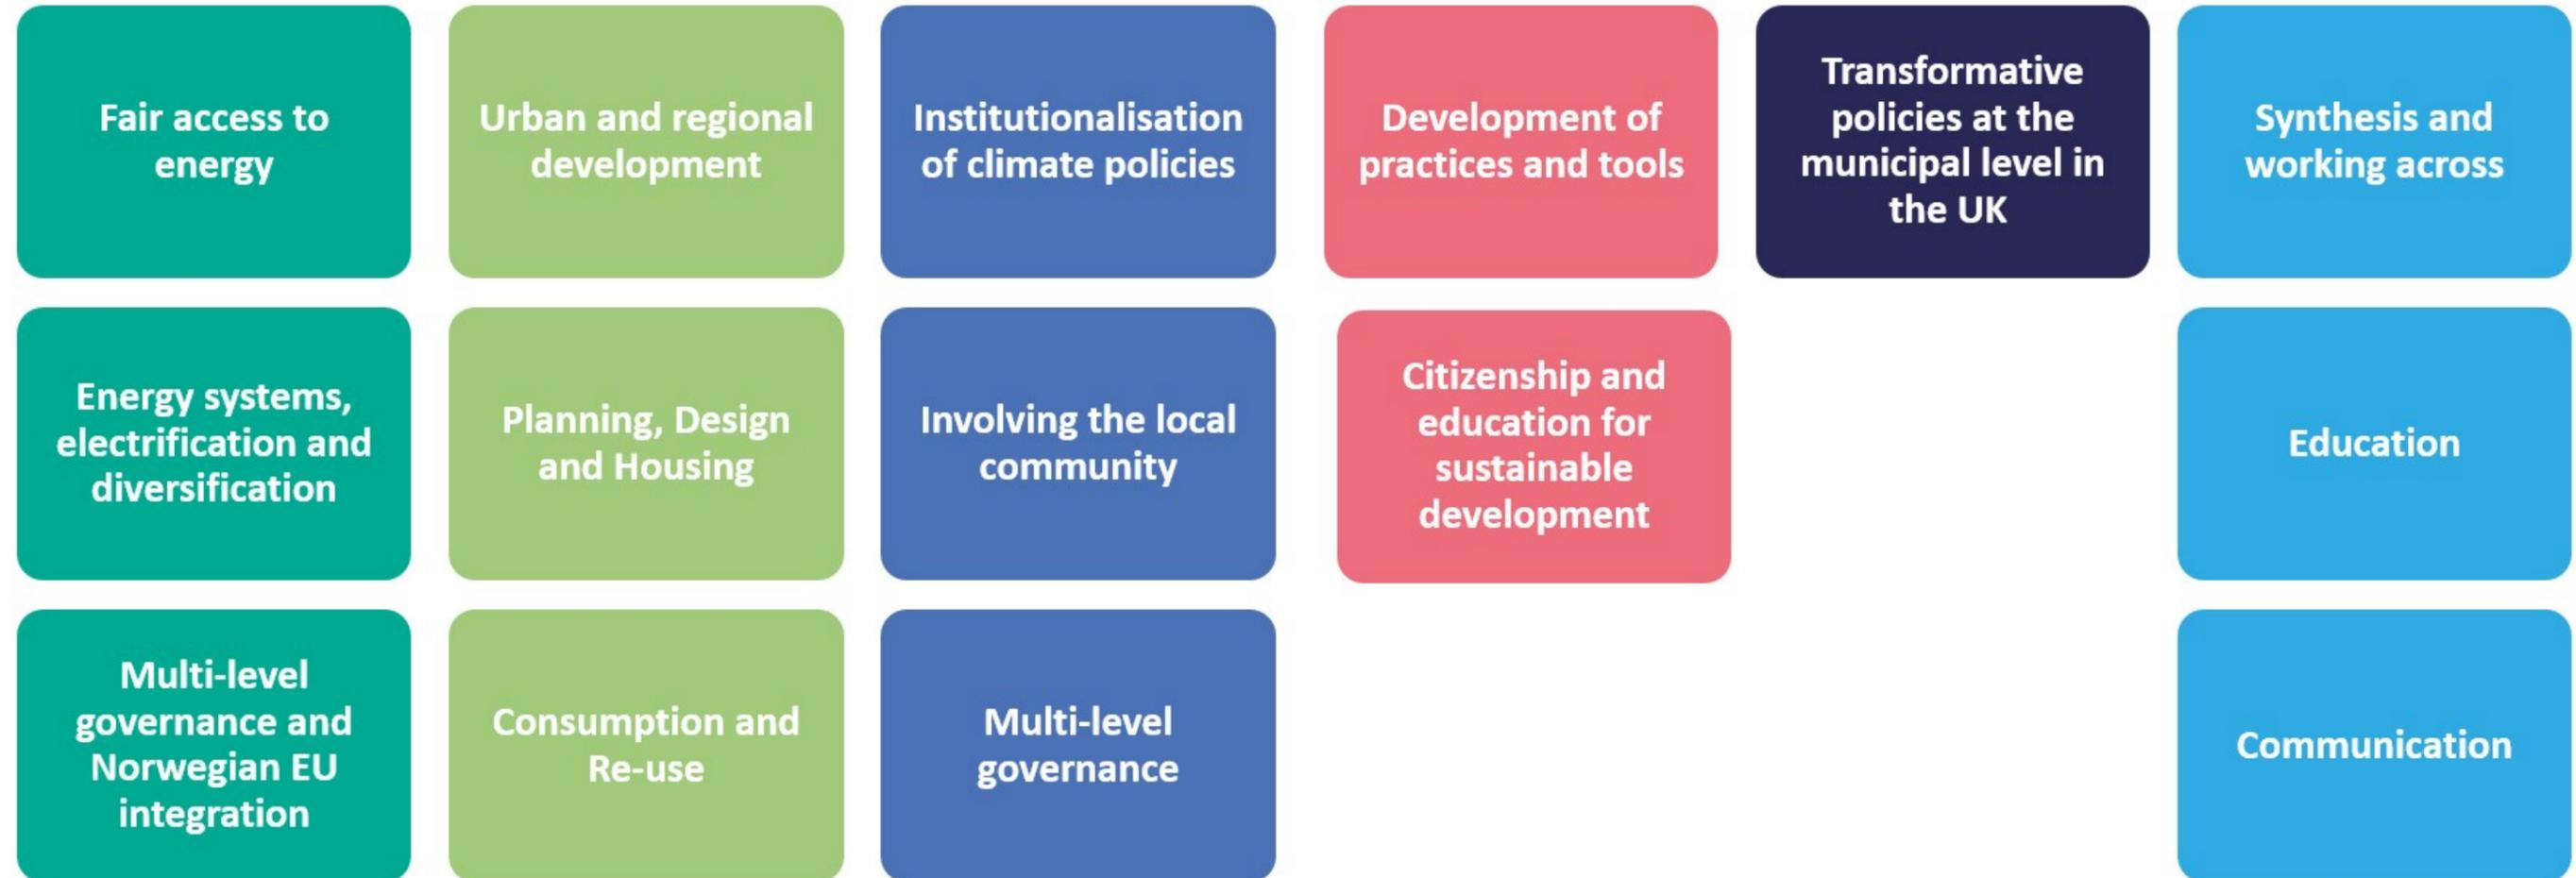 Fair access to
energy
Urban and regional
development
Institutionalisation
of climate policies
Development of
practices and tools
Transformative
policies at the
municipal level in
the UK
Synthesis and
working across
Energy systems,
electrification and
diversification
Planning, Design
and Housing
Involving the local
community
Citizenship and
education for
sustainable
development
Education
Multi-level
governance and
Norwegian EU
integration
Consumption and
Re-use
Multi-level
governance
Communication